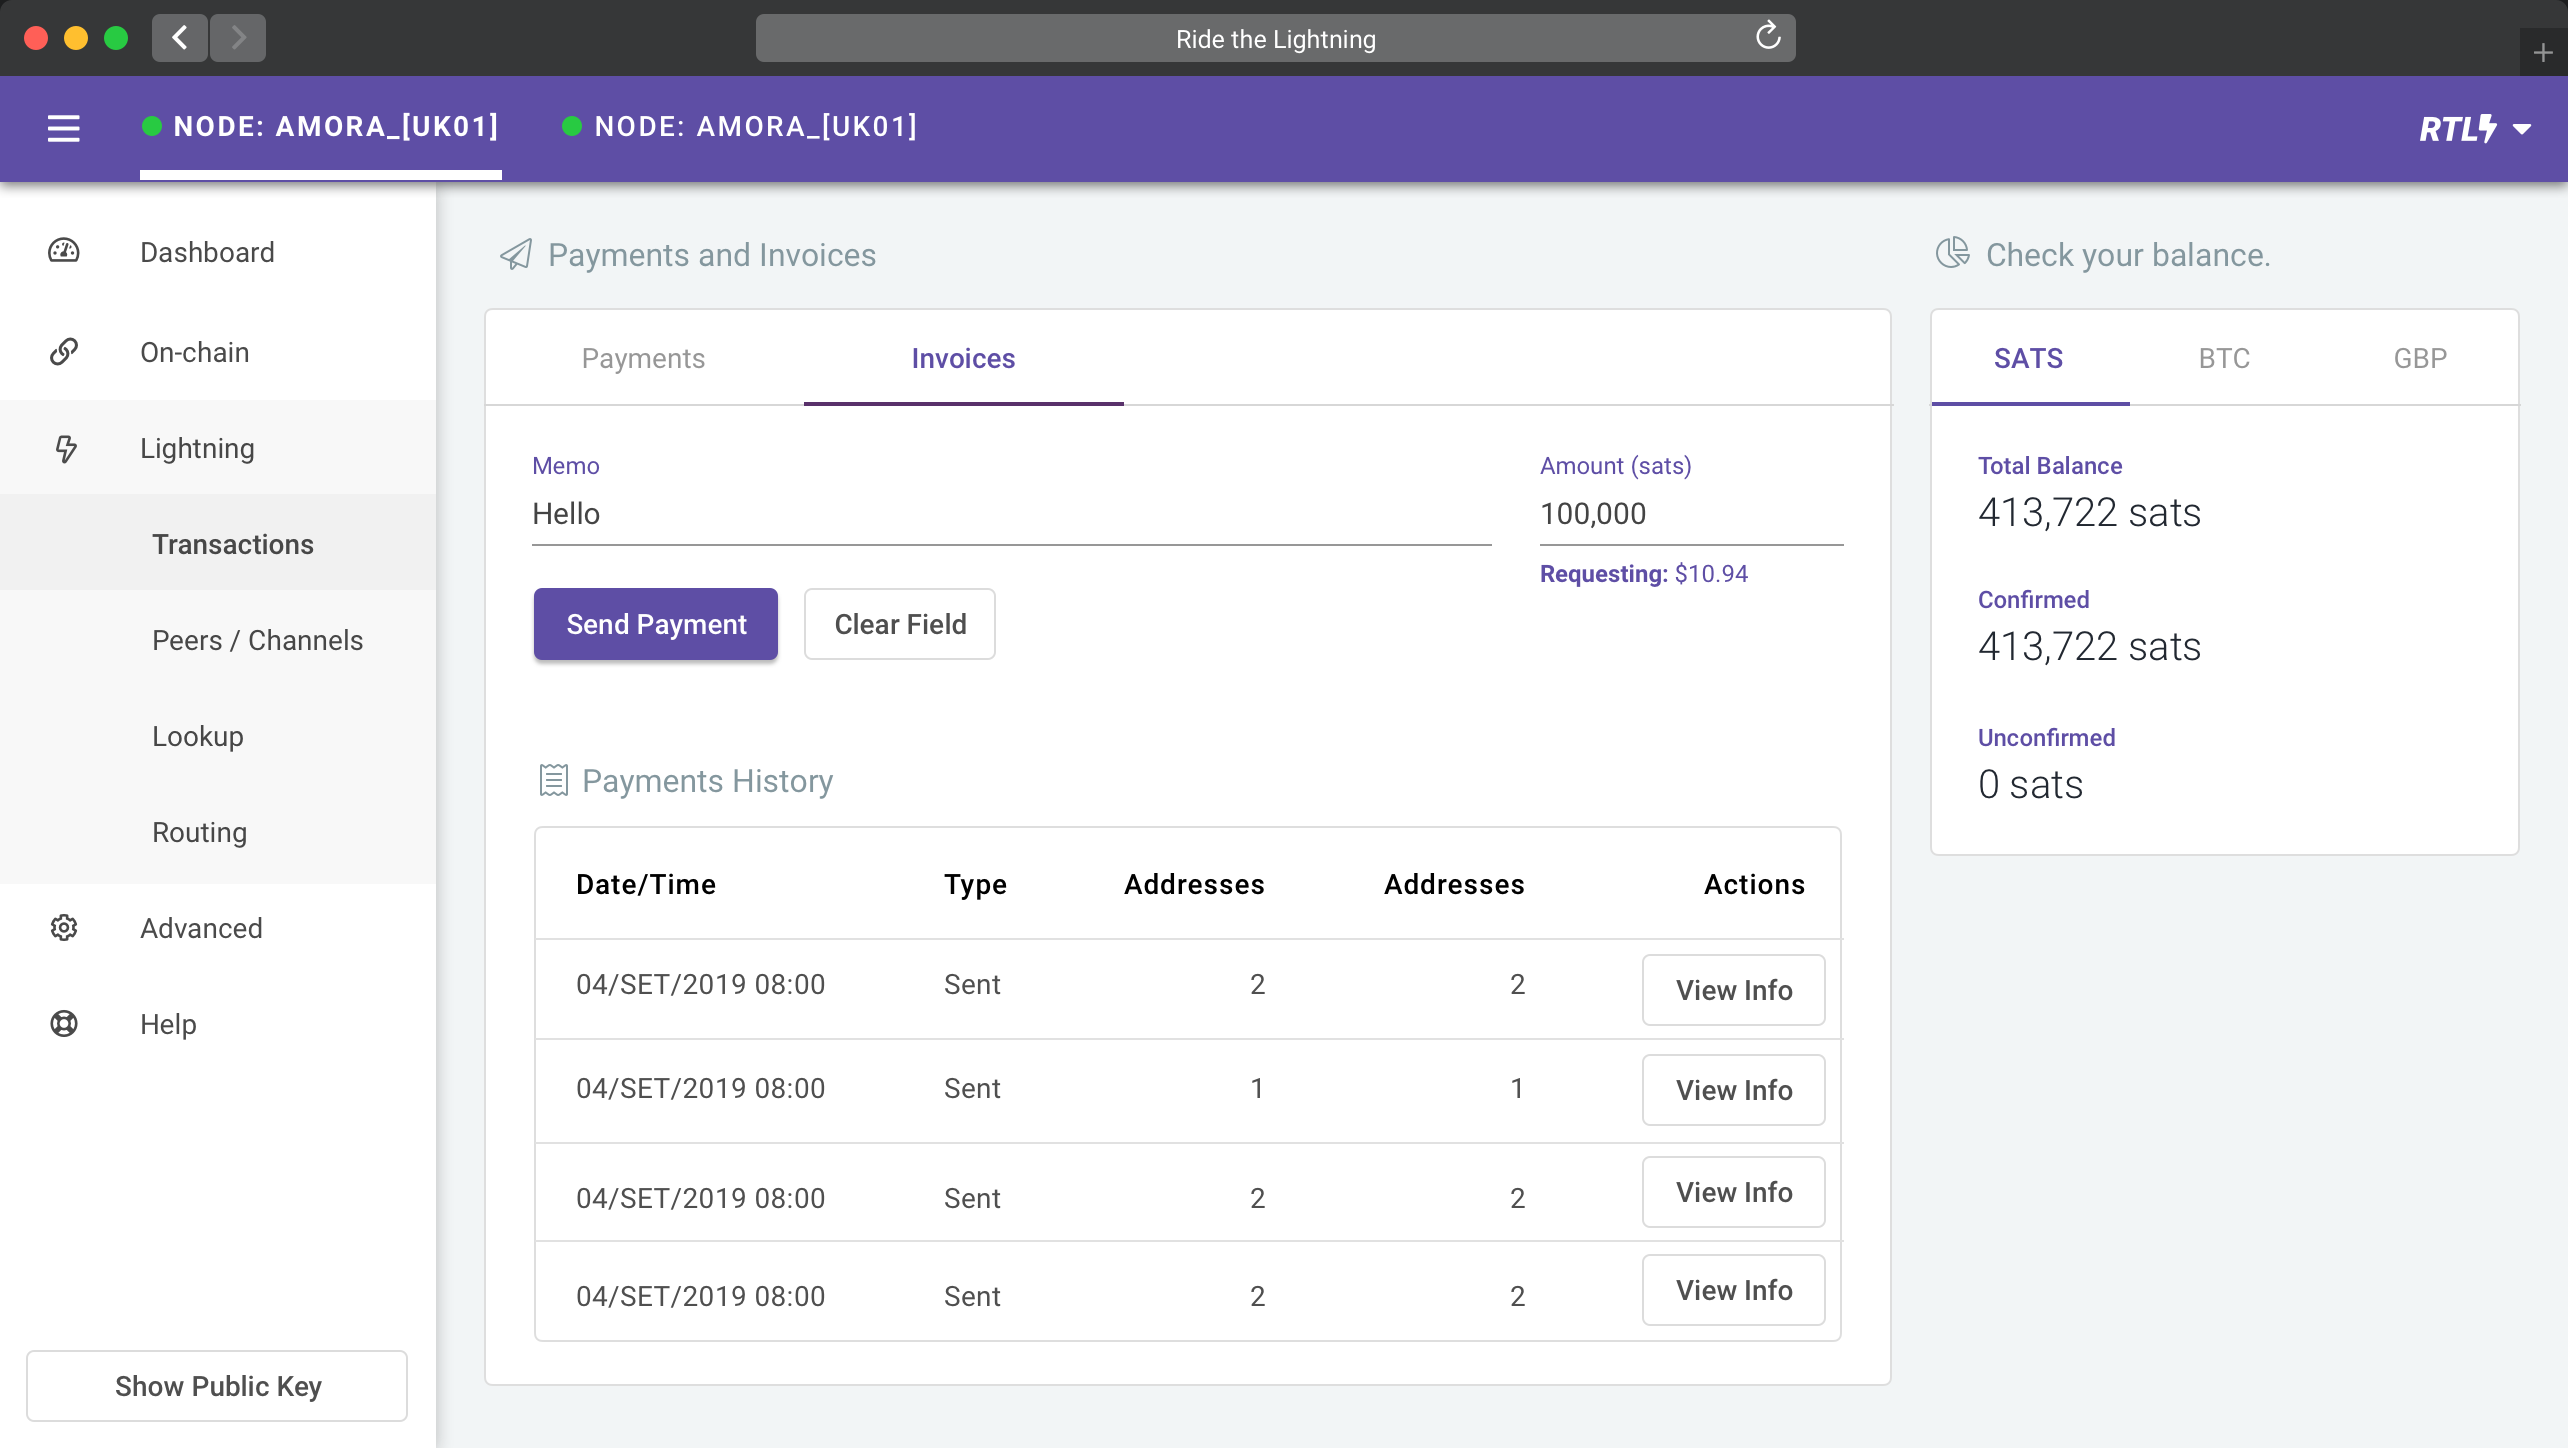 Ride the Lightning
NODE: AMORA_[UK01]
NODE: AMORA_[UK01]
RTL
Dashboard
On-chain
Lightning
Transactions
Peers / Channels
Lookup
Routing
Advanced
Help
Show Public Key
Payments and Invoices
Payments
Invoices
Memo
Hello
Amount (sats)
100,000
Requesting: $10.94
Send Payment
Clear Field
Payments History
Date/Time Type Addresses Addresses Actions
04/SET/2019 08:00 Sent 2 2 View Info
04/SET/2019 08:00 Sent 1 1 View Info
04/SET/2019 08:00 Sent 2 2 View Info
04/SET/2019 08:00 Sent 2 2 View Info
Check your balance.
SATS BTC GBP
Total Balance
413,722 sats
Confirmed
413,722 sats
Unconfirmed
0 sats